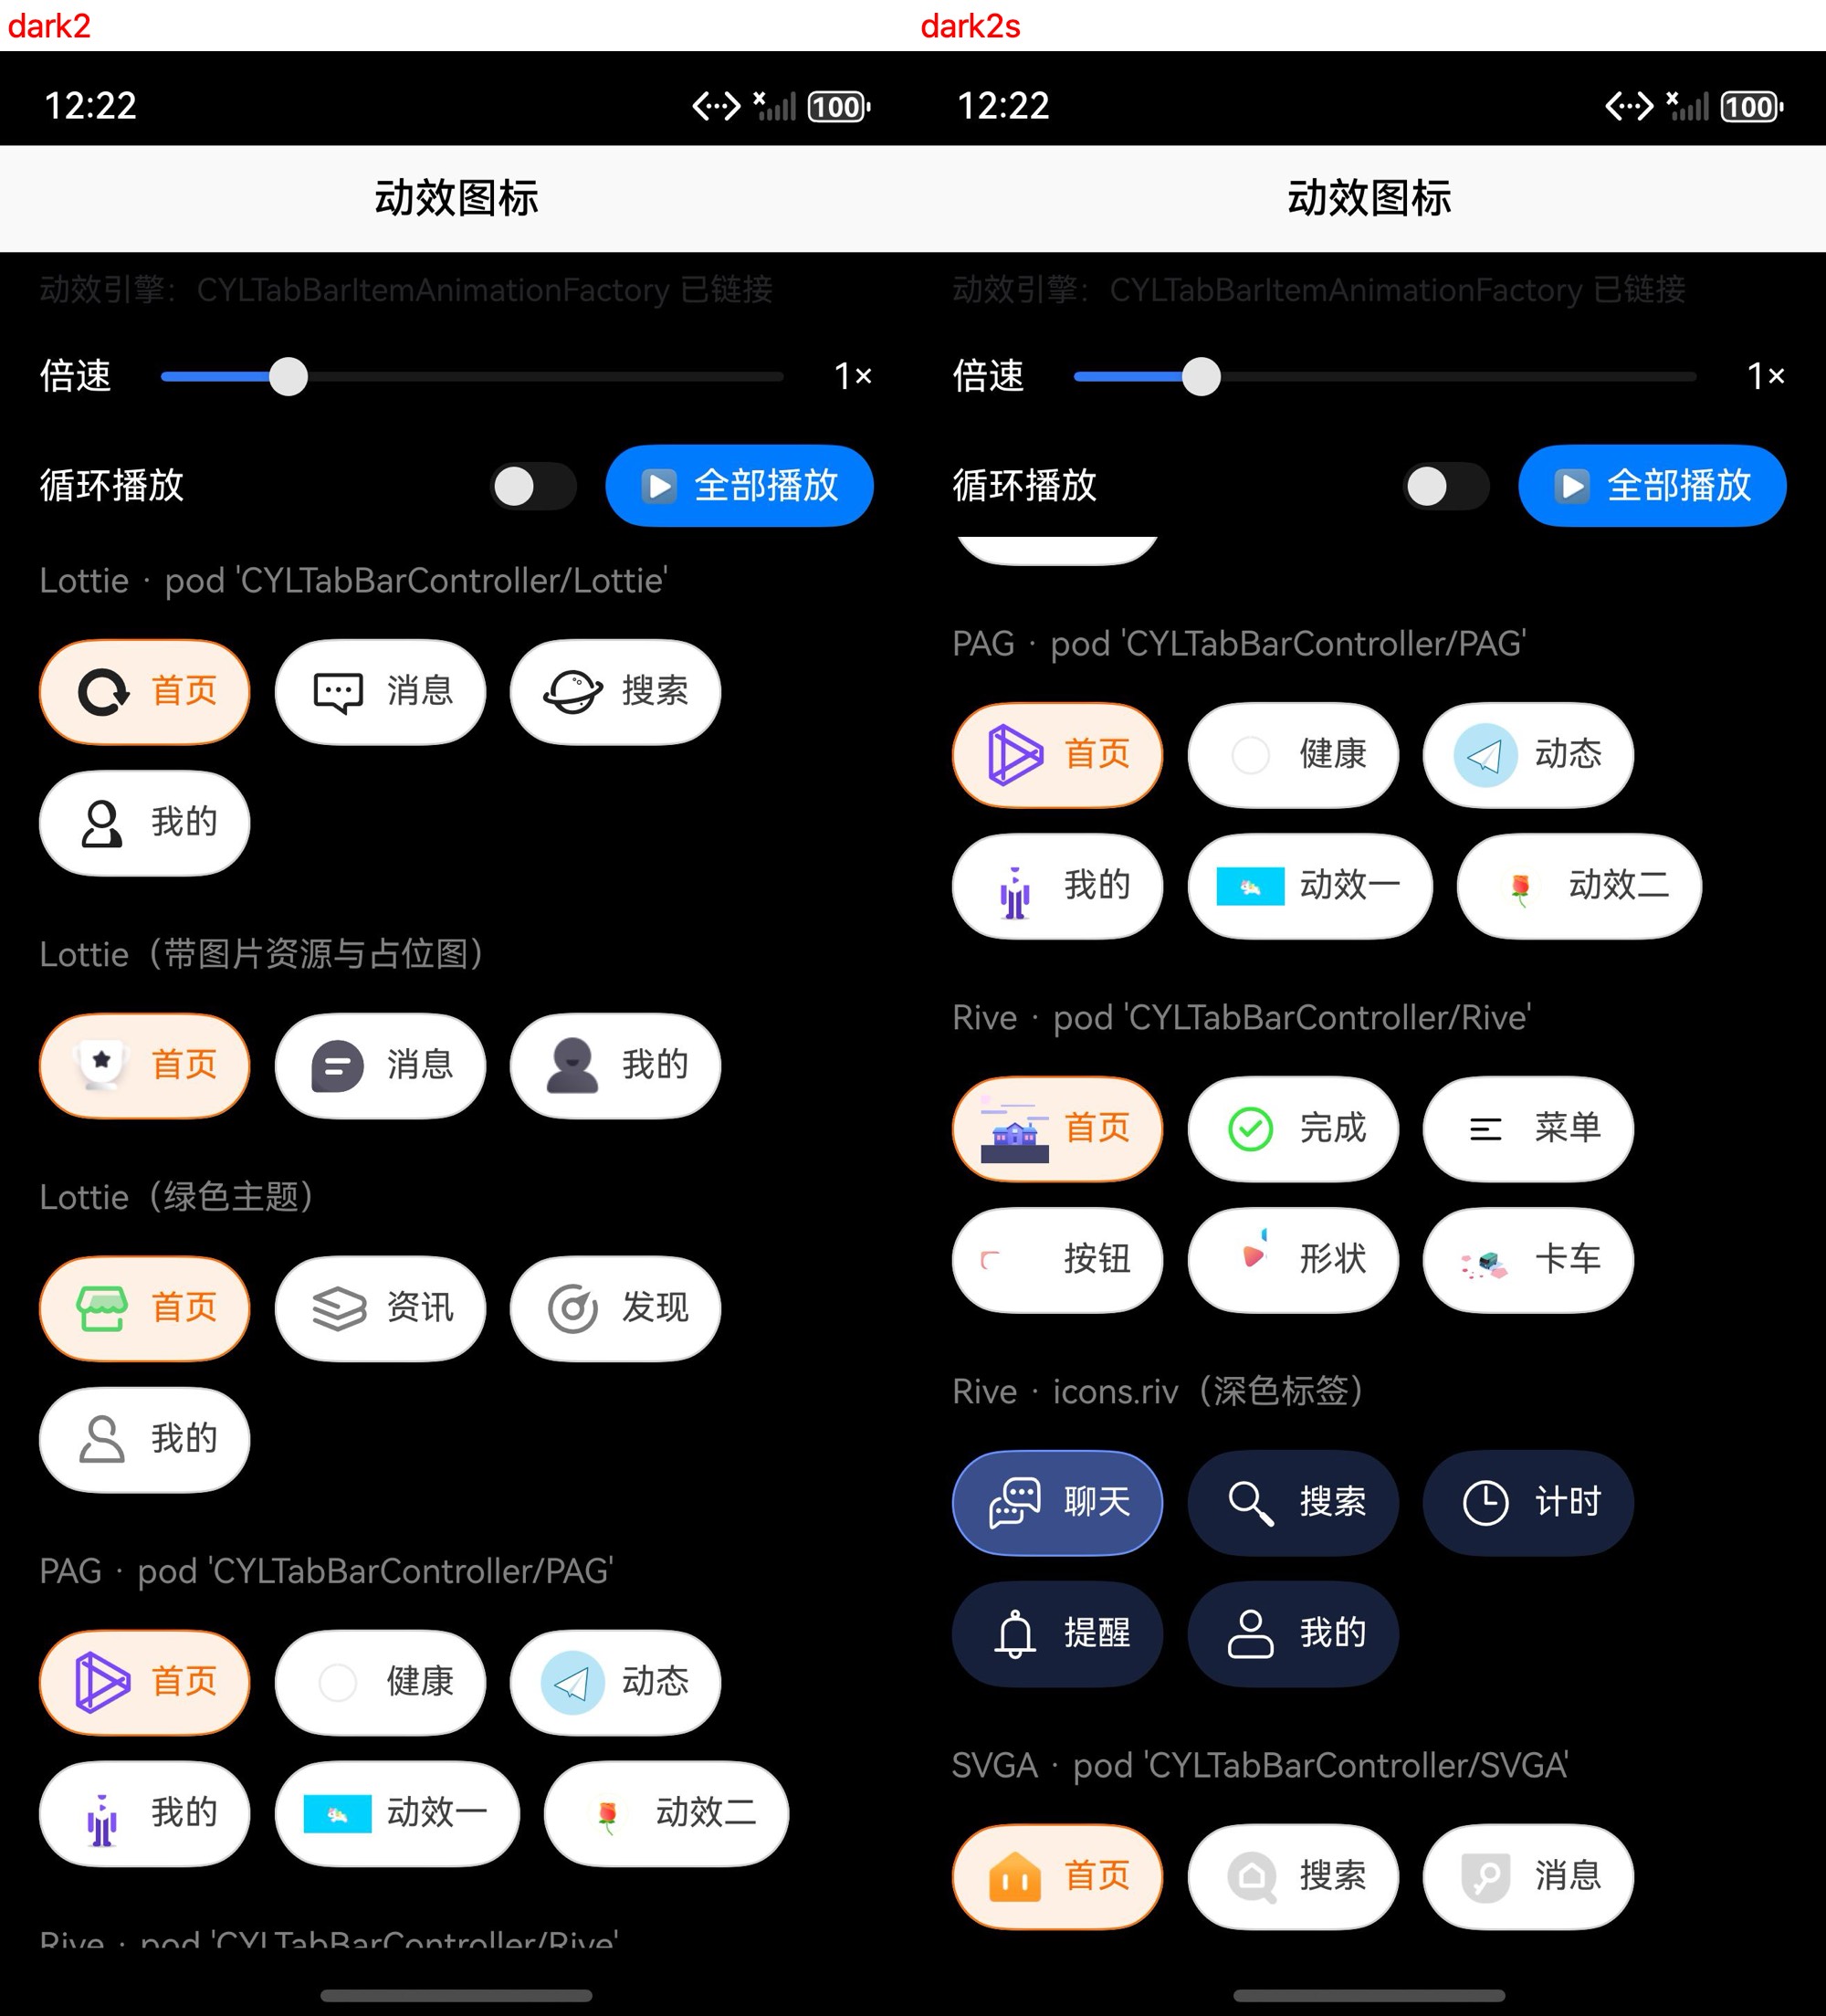 dark2
12:22
100
动效图标
动效引擎：CYLTabBarItemAnimationFactory 已链接
倍速 1×
循环播放 全部播放
Lottie · pod 'CYLTabBarController/Lottie'
首页 消息 搜索
我的
Lottie（带图片资源与占位图）
首页 消息 我的
Lottie（绿色主题）
首页 资讯 发现
我的
PAG · pod 'CYLTabBarController/PAG'
首页 健康 动态
我的 动效一 动效二
Rive · pod 'CYLTabBarController/Rive'
dark2s
12:22
100
动效图标
动效引擎：CYLTabBarItemAnimationFactory 已链接
倍速 1×
循环播放 全部播放
PAG · pod 'CYLTabBarController/PAG'
首页 健康 动态
我的 动效一 动效二
Rive · pod 'CYLTabBarController/Rive'
首页 完成 菜单
按钮 形状 卡车
Rive · icons.riv（深色标签）
聊天 搜索 计时
提醒 我的
SVGA · pod 'CYLTabBarController/SVGA'
首页 搜索 消息